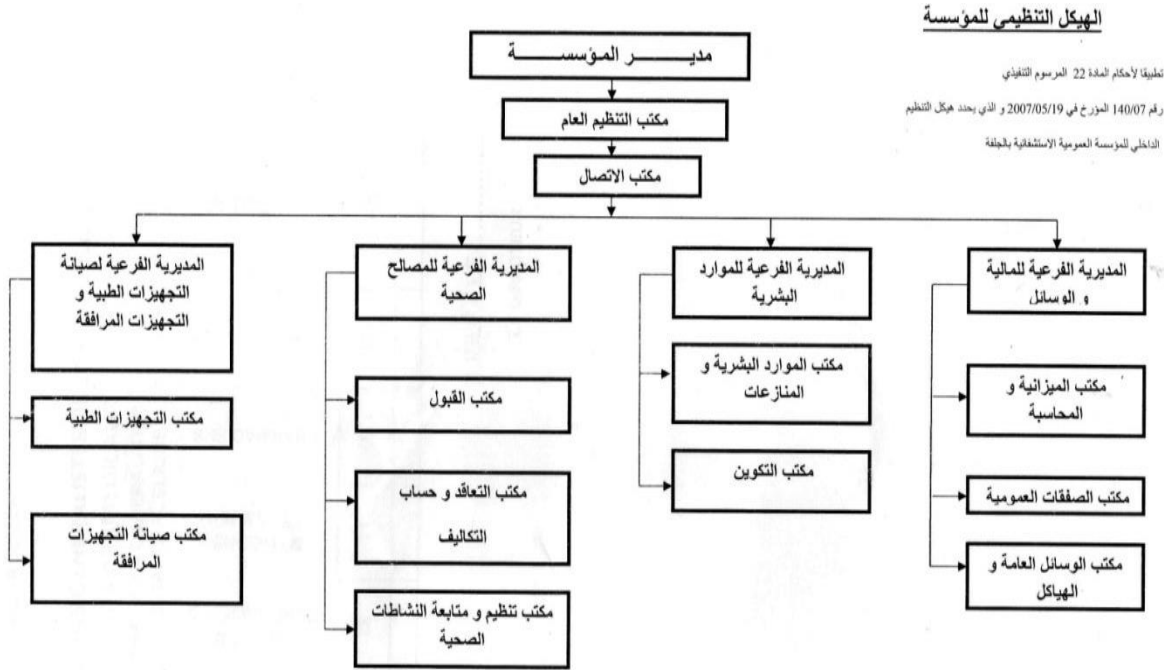 الهيكل التنظيمي للمؤسسة
تطبيقا لأحكام المادة 22 المرسوم التنفيذي
رقم 140/07 المؤرخ في 2007/05/19 و الذي يحدد هيكل التنظيم
الداخلي للمؤسسة العمومية الاستشفائية بالجلفة
مديــــــــر المـؤسســـــــــة
مكتب التنظيم العام
مكتب الاتصال
المديرية الفرعية للمالية
و الوسائل
مكتب الميزانية و
المحاسبة
مكتب الصفقات العمومية
مكتب الوسائل العامة و
الهياكل
المديرية الفرعية للموارد
البشرية
مكتب الموارد البشرية و
المنازعات
مكتب التكوين
المديرية الفرعية للمصالح
الصحية
مكتب القبول
مكتب التعاقد و حساب
التكاليف
مكتب تنظيم و متابعة النشاطات
الصحية
المديرية الفرعية لصيانة
التجهيزات الطبية و
التجهيزات المرافقة
مكتب التجهيزات الطبية
مكتب صيانة التجهيزات
المرافقة